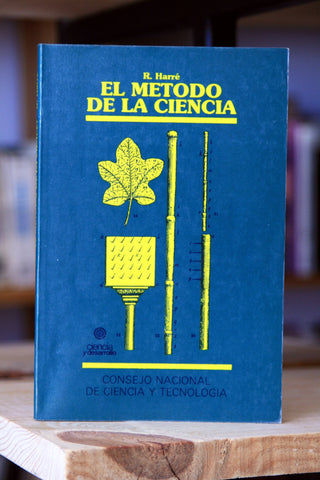 R. Harré
EL METODO
DE LA CIENCIA
ciencia
y desarrollo
CONSEJO NACIONAL
DE CIENCIA Y TECNOLOGIA